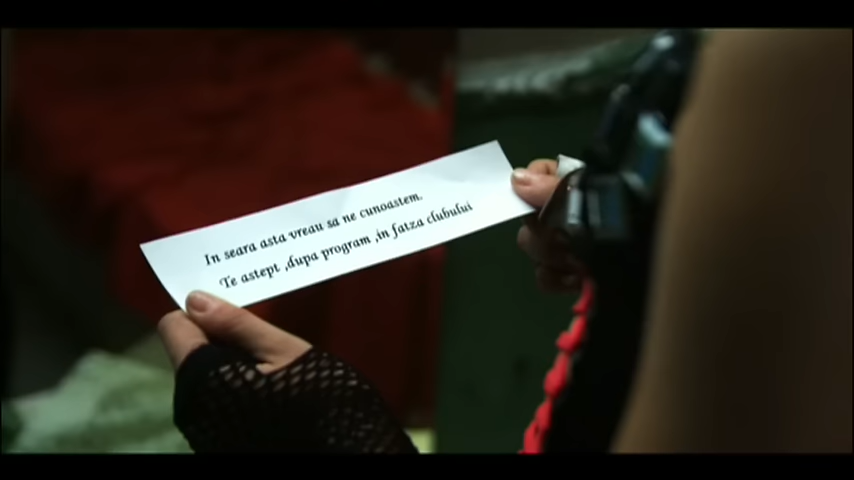 In seara asta vreau sa ne cunoastem.
Te astept ,dupa program ,in fatza clubului